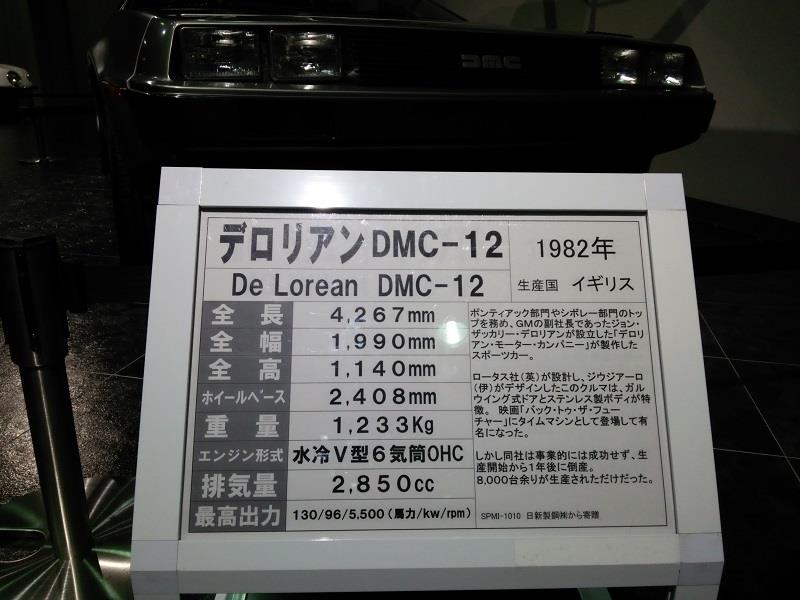 DMC
デロリアンDMC-12
1982年
De Lorean DMC-12
生産国 イギリス
全長 4,267mm
全幅 1,990mm
全高 1,140mm
ホイールベース 2,408mm
重量 1,233Kg
エンジン形式 水冷V型6気筒OHC
排気量 2,850cc
最高出力 130/96/5,500(馬力/kw/rpm)
ポンティアック部門やシボレー部門のトッ
プを務め、GMの副社長であったジョン・
ザッカリー・デロリアンが設立した「デロリ
アン・モーター・カンパニー」が製作した
スポーツカー。
ロータス社(英)が設計し、ジウジアーロ
(伊)がデザインしたこのクルマは、ガル
ウイング式ドアとステンレス製ボディが特
徴。 映画「バック・トゥ・ザ・フュー
チャー」にタイムマシンとして登場して有
名になった。
しかし同社は事業的には成功せず、生
産開始から1年後に倒産。
8,000台余りが生産されただけだった。
SPMI-1010 日新製鋼㈱から寄贈